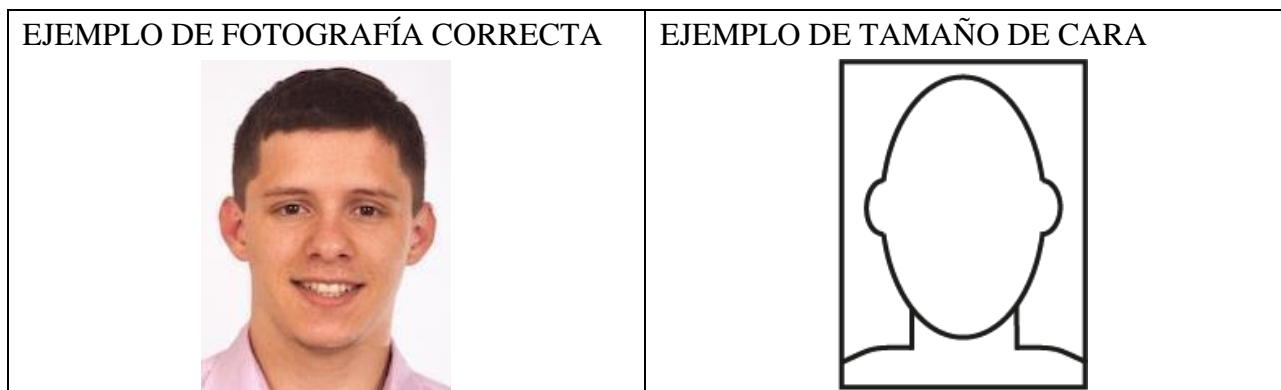 EJEMPLO DE FOTOGRAFÍA CORRECTA
EJEMPLO DE TAMAÑO DE CARA